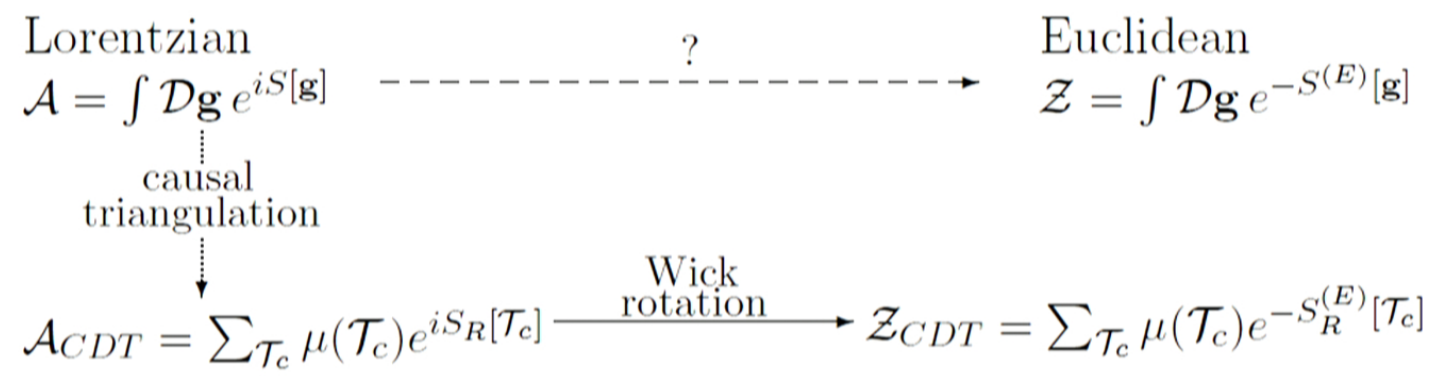 Lorentzian
?
Euclidean
𝒜 = ∫ 𝒟𝐠 e^{iS[𝐠]}
𝒵 = ∫ 𝒟𝐠 e^{−S^{(E)}[𝐠]}
causal
triangulation
Wick
rotation
𝒜_{CDT} = ∑_{𝒯_c} μ(𝒯_c)e^{iS_R[𝒯_c]}
𝒵_{CDT} = ∑_{𝒯_c} μ(𝒯_c)e^{−S_R^{(E)}[𝒯_c]}